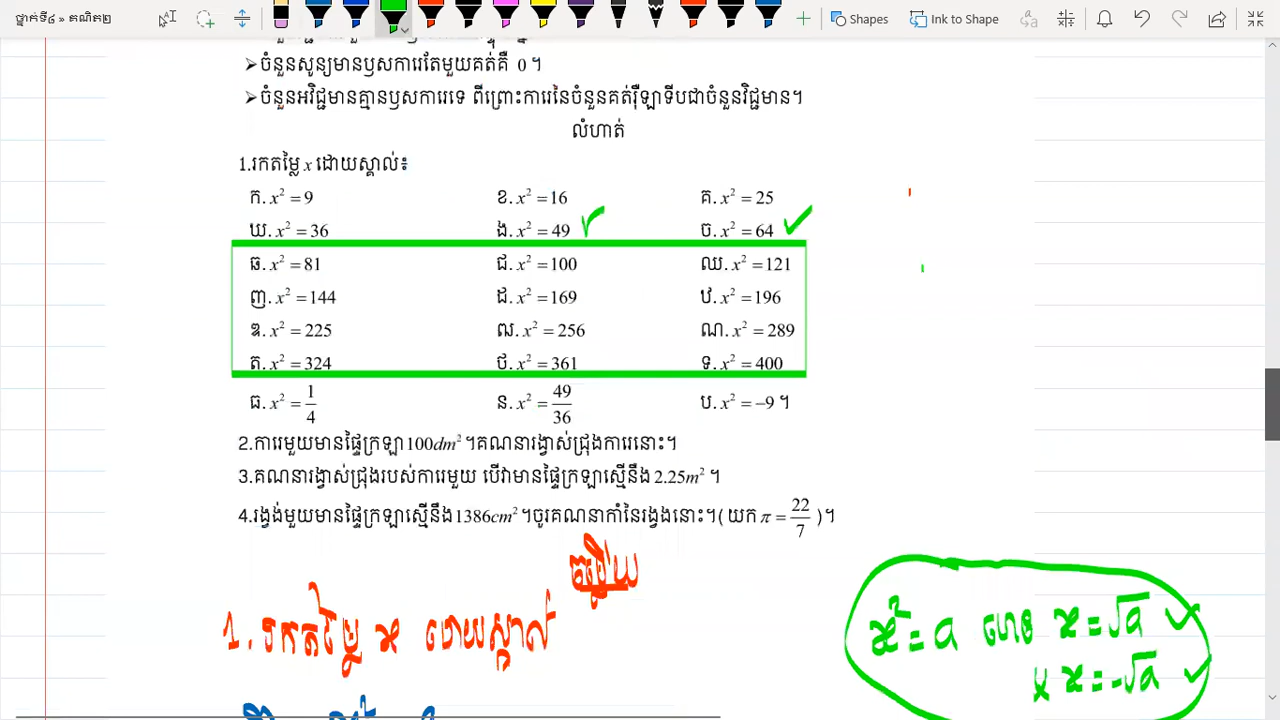 ថ្នាក់ទី៨ - គណិត២
Shapes
Ink to Shape
➢ចំនួនសូន្យមានឫសការេតែមួយគត់គឺ 0 ។
➢ចំនួនអវិជ្ជមានគ្មានឫសការេទេ ពីព្រោះការេនៃចំនួនគត់រ៉ឺឡាទីបជាចំនួនវិជ្ជមាន។
លំហាត់
1.រកតម្លៃ x ដោយស្គាល់៖
ក. x² = 9 ខ. x² = 16 គ. x² = 25
ឃ. x² = 36 ង. x² = 49 ✓ ច. x² = 64 ✓
ឆ. x² = 81 ជ. x² = 100 ឈ. x² = 121
ញ. x² = 144 ដ. x² = 169 ឋ. x² = 196
ឌ. x² = 225 ឍ. x² = 256 ណ. x² = 289
ត. x² = 324 ថ. x² = 361 ទ. x² = 400
ធ. x² = 1/4 ន. x² = 49/36 ប. x² = –9 ។
2.ការេមួយមានផ្ទៃក្រឡា 100dm² ។គណនារង្វាស់ជ្រុងការេនោះ។
3.គណនារង្វាស់ជ្រុងរបស់ការេមួយ បើវាមានផ្ទៃក្រឡាស្មើនឹង 2.25m² ។
4.រង្វង់មួយមានផ្ទៃក្រឡាស្មើនឹង 1386cm² ។ចូរគណនាកាំនៃរង្វង់នោះ។( យក π = 22/7 )។
1. រកតម្លៃ x ដោយស្គាល់
x² = a នោះ x = √a ✓
x = -√a ✓